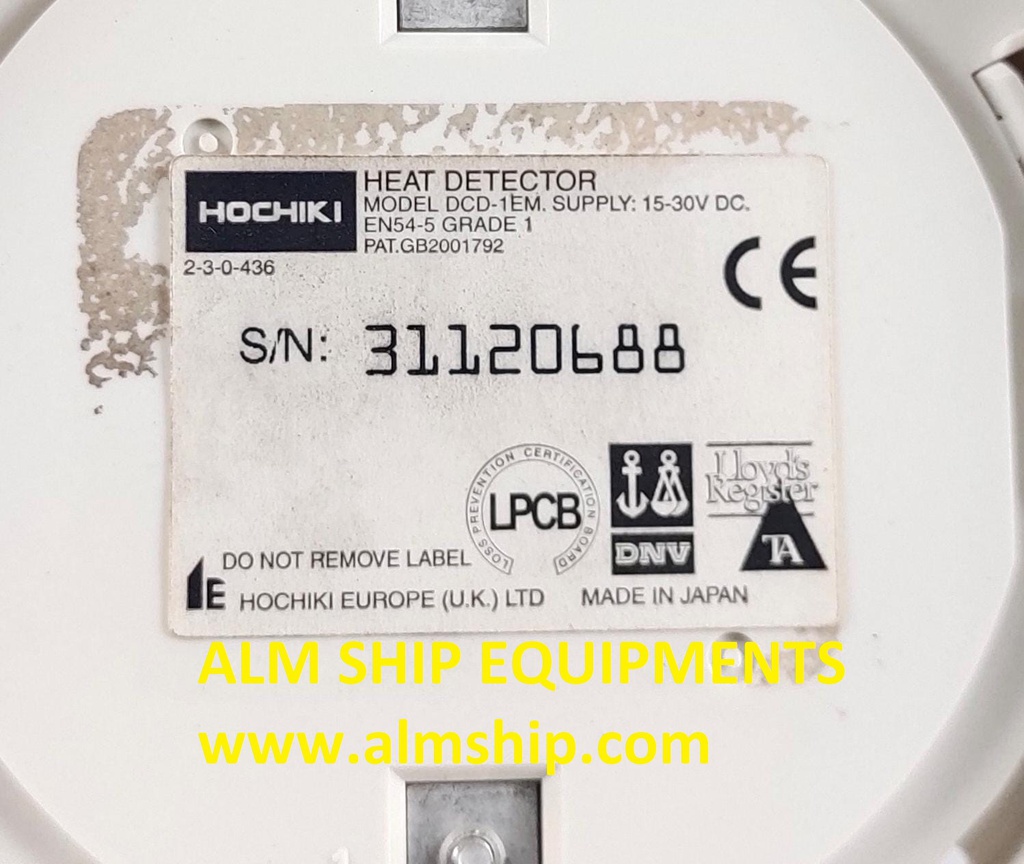 HOCHIKI
HEAT DETECTOR
MODEL DCD-1EM. SUPPLY: 15-30V DC.
EN54-5 GRADE 1
PAT.GB2001792
2-3-0-436
CE
S/N: 31120688
LOSS PREVENTION CERTIFICATION BOARD
LPCB
DNV
Lloyd's
Register
TA
DO NOT REMOVE LABEL
E HOCHIKI EUROPE (U.K.) LTD MADE IN JAPAN
ALM SHIP EQUIPMENTS
www.almship.com